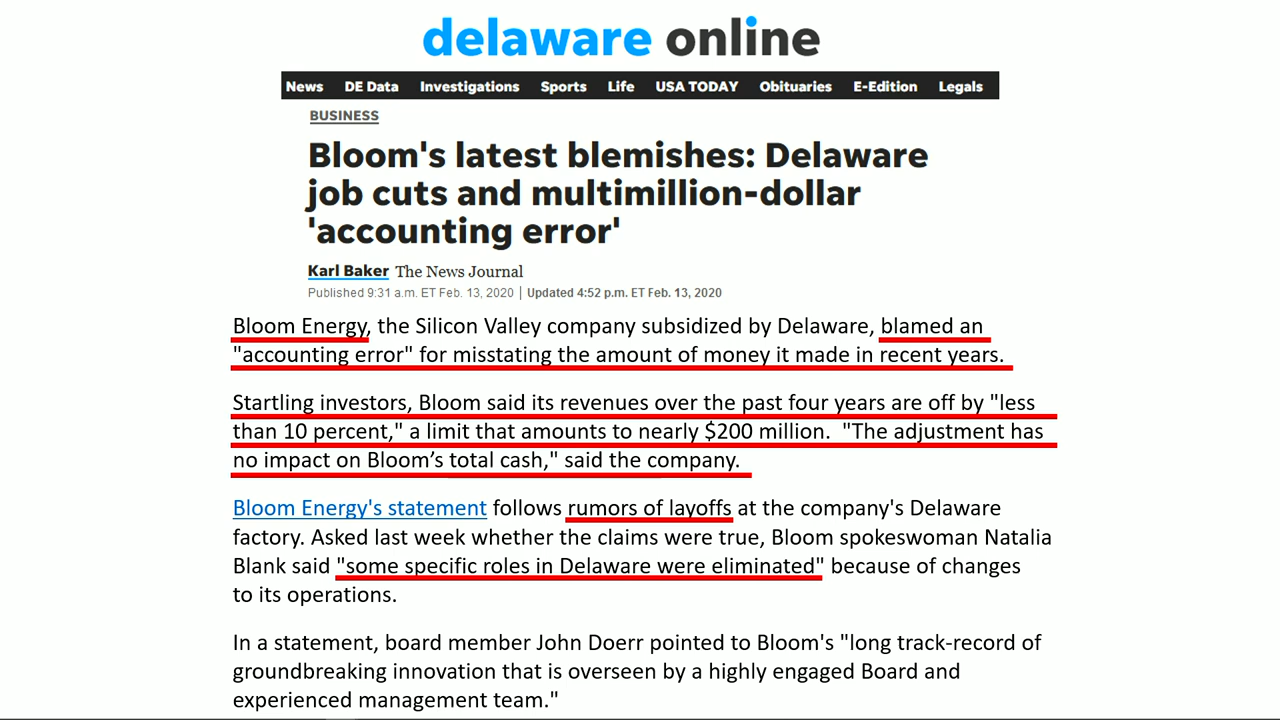 delaware online
News DE Data Investigations Sports Life USA TODAY Obituaries E-Edition Legals
BUSINESS
Bloom's latest blemishes: Delaware
job cuts and multimillion-dollar
'accounting error'
Karl Baker The News Journal
Published 9:31 a.m. ET Feb. 13, 2020 | Updated 4:52 p.m. ET Feb. 13, 2020
Bloom Energy, the Silicon Valley company subsidized by Delaware, blamed an
"accounting error" for misstating the amount of money it made in recent years.
Startling investors, Bloom said its revenues over the past four years are off by "less
than 10 percent," a limit that amounts to nearly $200 million. "The adjustment has
no impact on Bloom’s total cash," said the company.
Bloom Energy's statement follows rumors of layoffs at the company's Delaware
factory. Asked last week whether the claims were true, Bloom spokeswoman Natalia
Blank said "some specific roles in Delaware were eliminated" because of changes
to its operations.
In a statement, board member John Doerr pointed to Bloom's "long track-record of
groundbreaking innovation that is overseen by a highly engaged Board and
experienced management team."